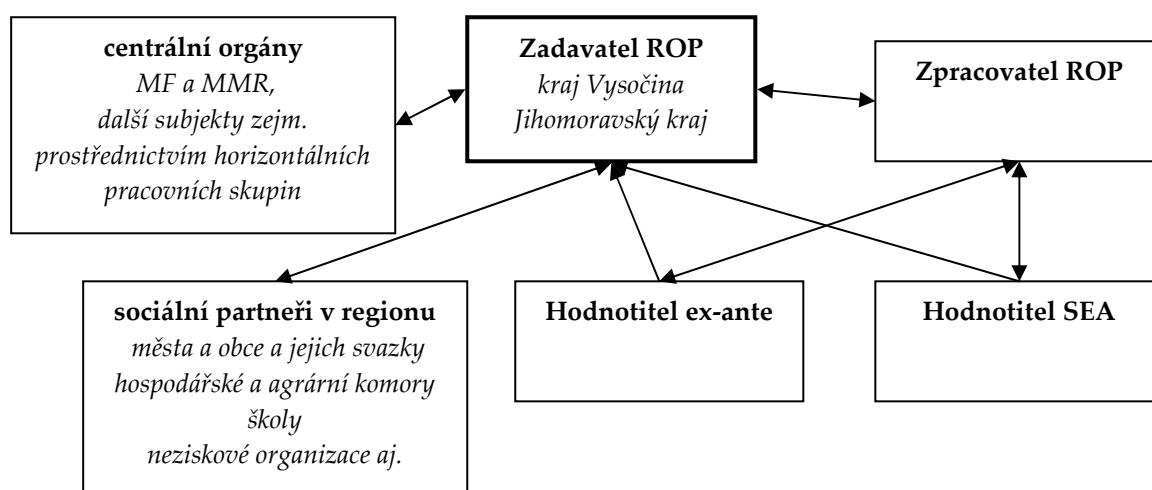 centrální orgány
MF a MMR,
další subjekty zejm.
prostřednictvím horizontálních
pracovních skupin
Zadavatel ROP
kraj Vysočina
Jihomoravský kraj
Zpracovatel ROP
sociální partneři v regionu
města a obce a jejich svazky
hospodářské a agrární komory
školy
neziskové organizace aj.
Hodnotitel ex-ante
Hodnotitel SEA